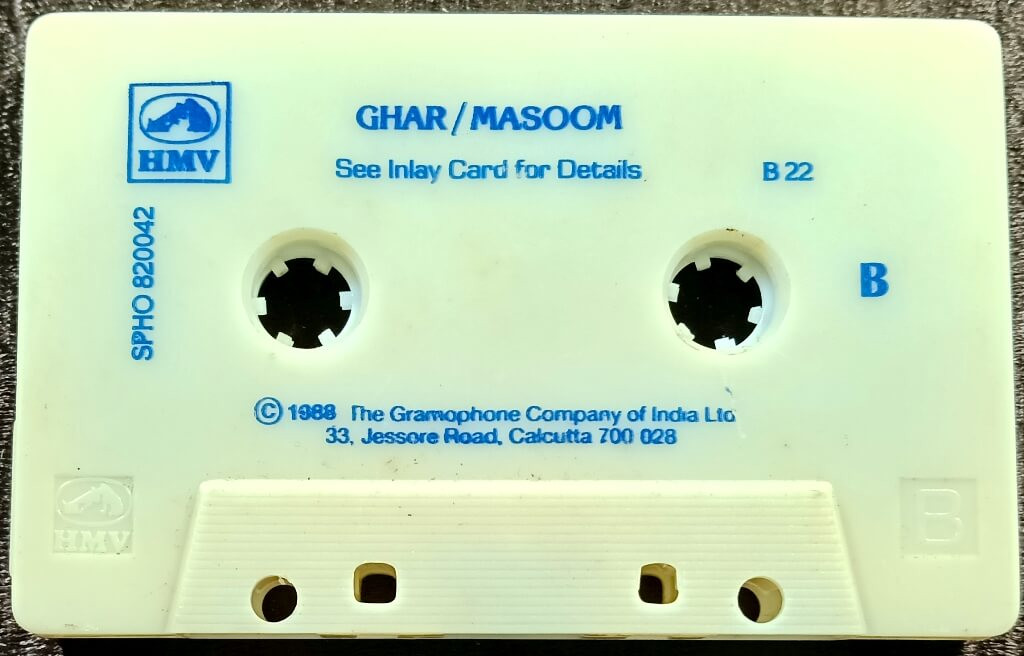 HMV
GHAR/MASOOM
See Inlay Card for Details
B 22
SPHO 820042
B
© 1988 The Gramophone Company of India Ltd
33, Jessore Road, Calcutta 700 028
HMV
B